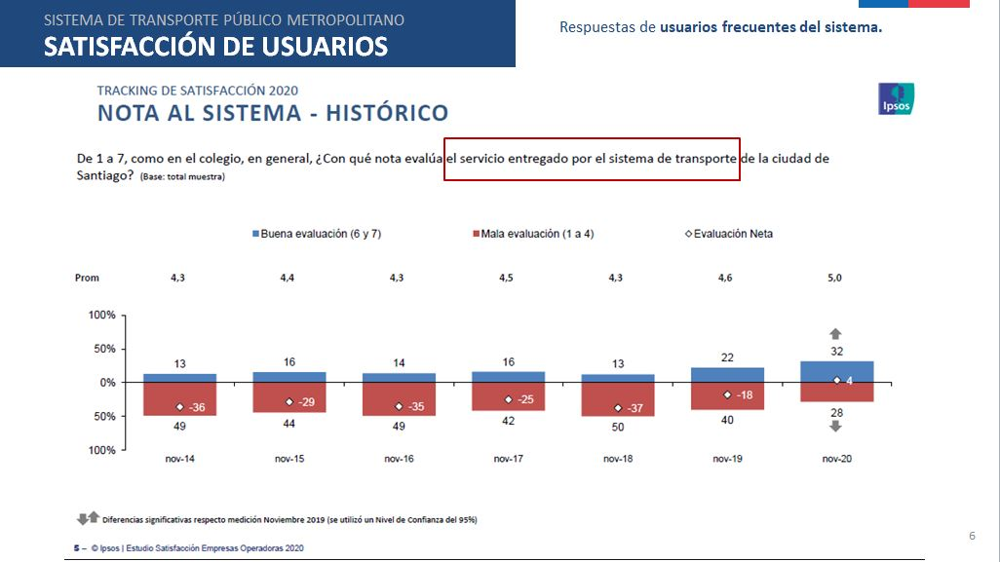 SISTEMA DE TRANSPORTE PÚBLICO METROPOLITANO
SATISFACCIÓN DE USUARIOS
Respuestas de usuarios frecuentes del sistema.
TRACKING DE SATISFACCIÓN 2020
NOTA AL SISTEMA - HISTÓRICO
Ipsos
De 1 a 7, como en el colegio, en general, ¿Con qué nota evalúa el servicio entregado por el sistema de transporte de la ciudad de
Santiago? (Base: total muestra)
Buena evaluación (6 y 7) Mala evaluación (1 a 4) Evaluación Neta
Prom 4,3 4,4 4,3 4,5 4,3 4,6 5,0
100%
50%
0%
50%
100%
13 16 14 16 13 22 32
-36 -29 -35 -25 -37 -18 4
49 44 49 42 50 40 28
nov-14 nov-15 nov-16 nov-17 nov-18 nov-19 nov-20
Diferencias significativas respecto medición Noviembre 2019 (se utilizó un Nivel de Confianza del 95%)
5 – © Ipsos | Estudio Satisfacción Empresas Operadoras 2020
6